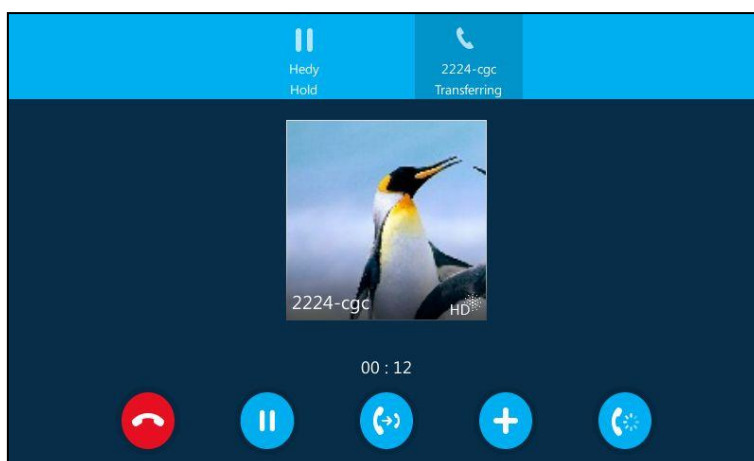 Hedy
Hold
2224-cgc
Transferring
2224-cgc
HD
00 : 12